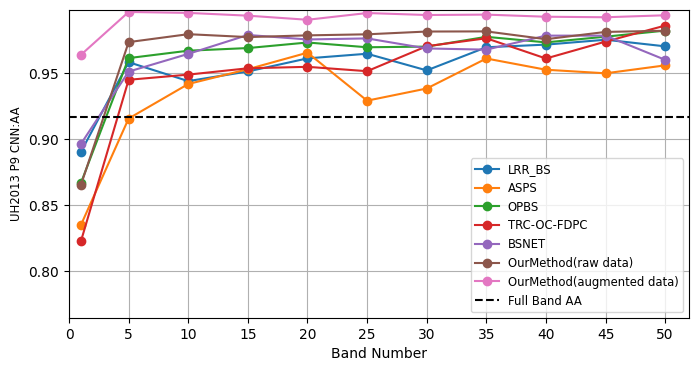 UH2013 P9 CNN:AA
0.95
0.90
0.85
0.80
0 5 10 15 20 25 30 35 40 45 50
Band Number
LRR_BS
ASPS
OPBS
TRC-OC-FDPC
BSNET
OurMethod(raw data)
OurMethod(augmented data)
Full Band AA